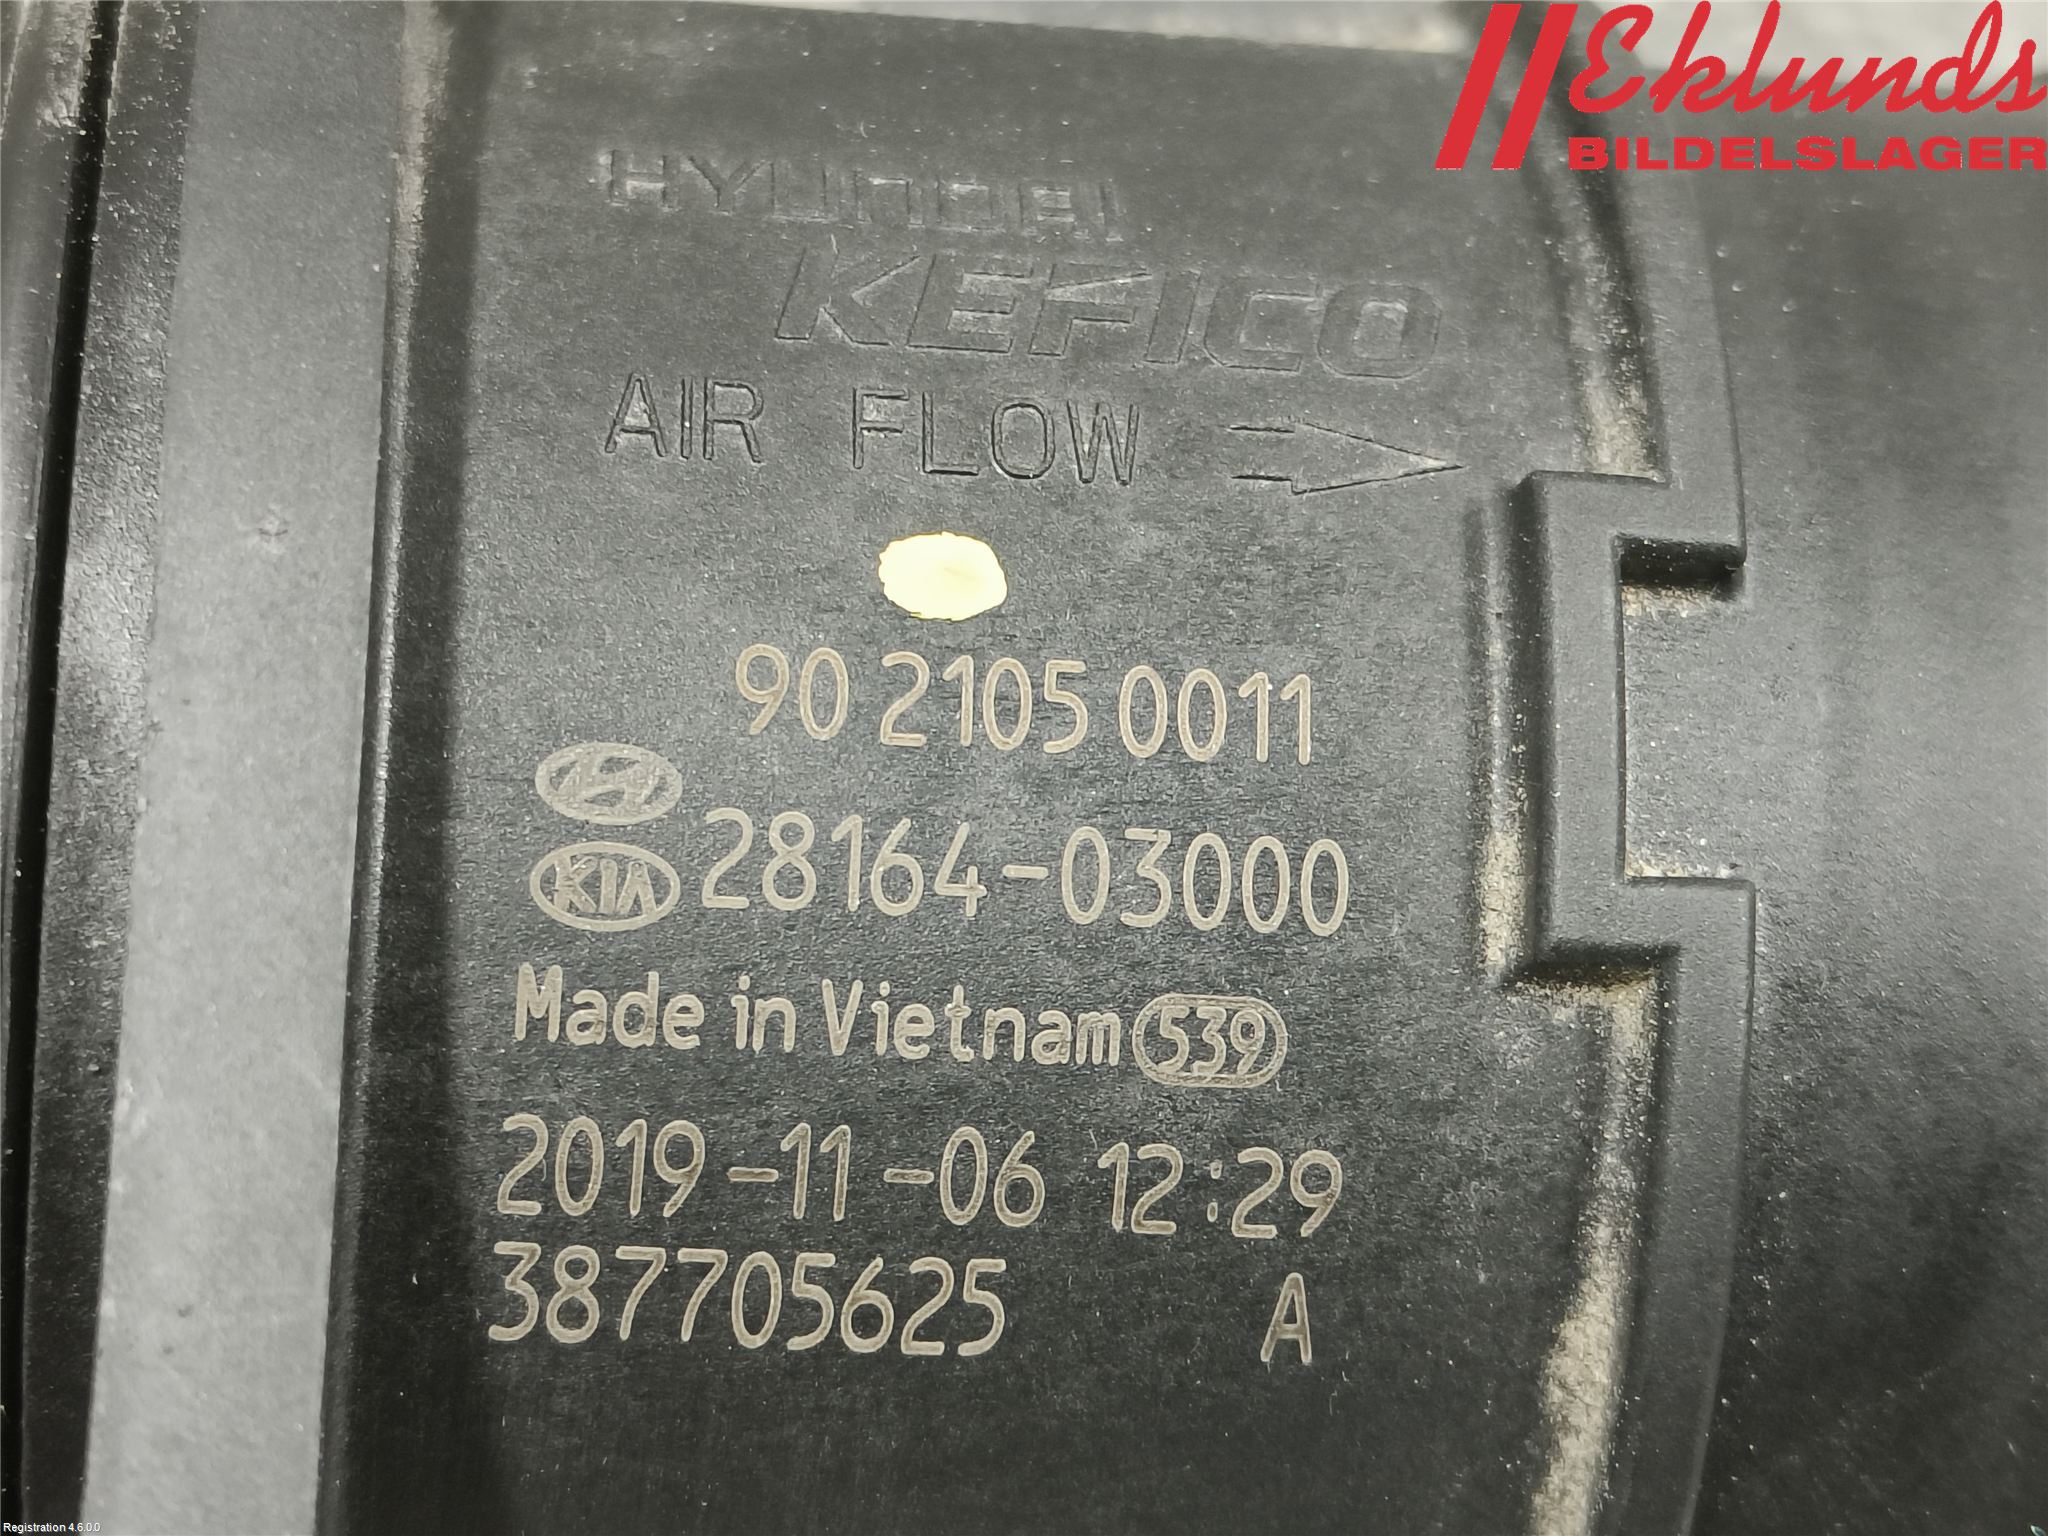 Eklunds
BILDELSLAGER
HYUNDAI
KEFICO
AIR FLOW
90 2105 0011
KIA 28164-03000
Made in Vietnam 539
2019-11-06 12:29
387705625 A
Registration 4.6.0.0